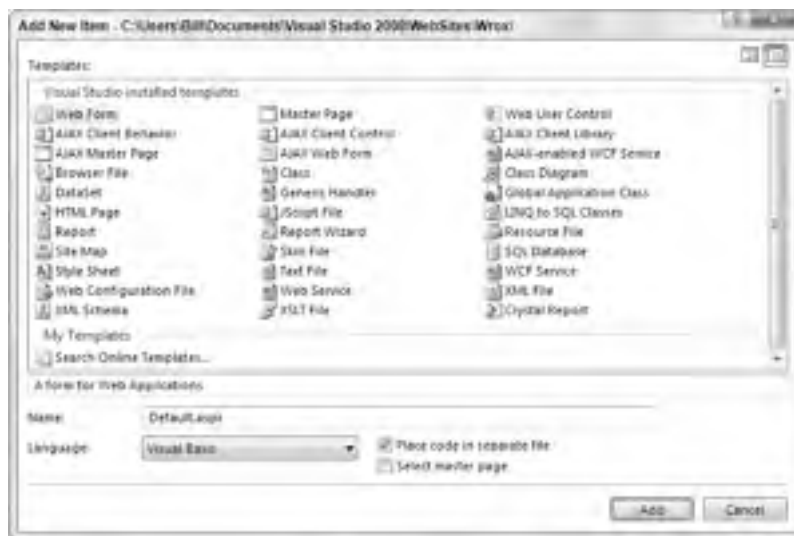 Add New Item - C:\Users\Bill\Documents\Visual Studio 2008\WebSites\Wrox\
Templates:
Visual Studio installed templates
Web Form Master Page Web User Control
AJAX Client Behavior AJAX Client Control AJAX Client Library
AJAX Master Page AJAX Web Form AJAX-enabled WCF Service
Browser File Class Class Diagram
DataSet Generic Handler Global Application Class
HTML Page JScript File LINQ to SQL Classes
Report Report Wizard Resource File
Site Map Skin File SQL Database
Style Sheet Text File WCF Service
Web Configuration File Web Service XML File
XML Schema XSLT File Crystal Report
My Templates
Search Online Templates...
A form for Web Applications
Name: Default.aspx
Language: Visual Basic Place code in separate file
Select master page
Add Cancel